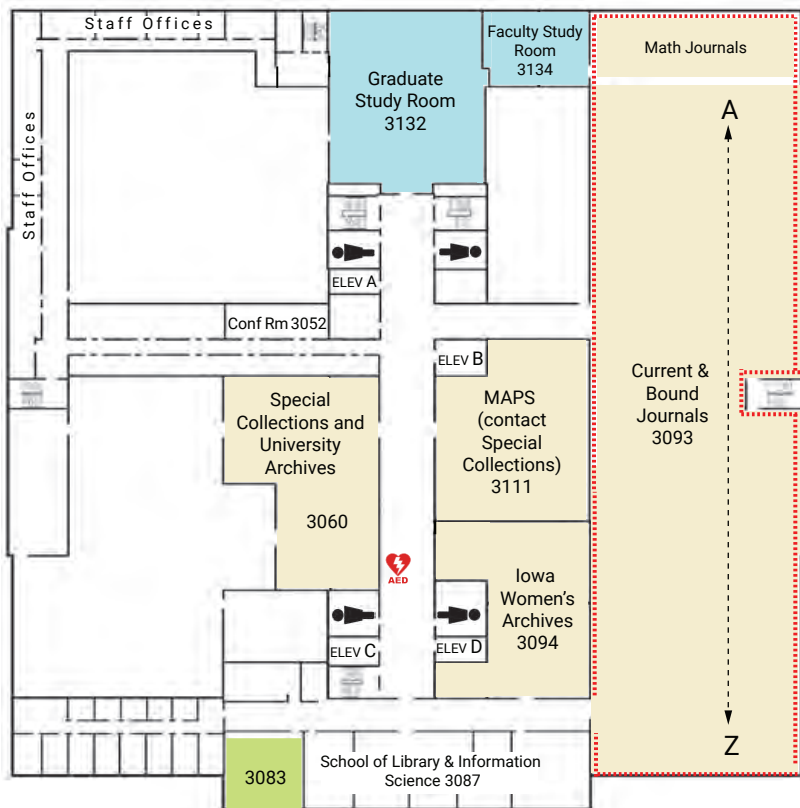 Staff Offices
Staff Offices
Graduate
Study Room
3132
Faculty Study
Room
3134
Math Journals
A
ELEV A
Conf Rm 3052
ELEV B
Special
Collections and
University
Archives
3060
MAPS
(contact
Special
Collections)
3111
Current &
Bound
Journals
3093
AED
Iowa
Women's
Archives
3094
ELEV C
ELEV D
Z
3083
School of Library & Information
Science 3087